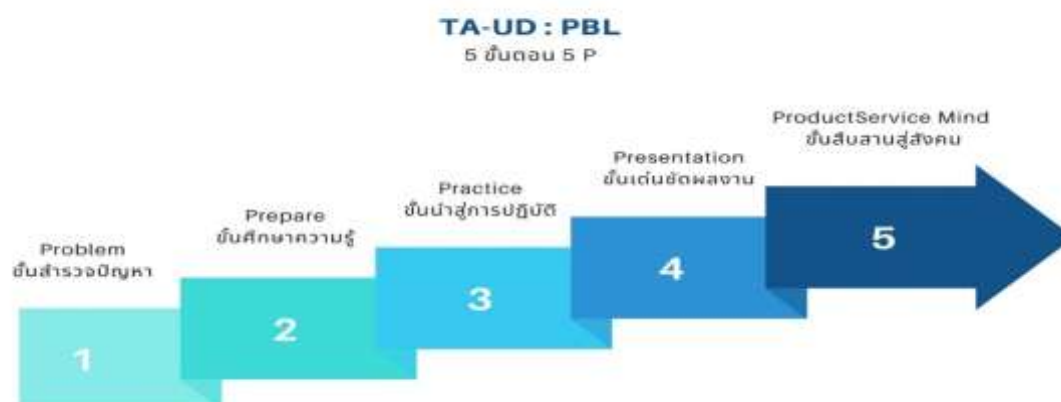 TA-UD : PBL
5 ขั้นตอน 5 P
Problem
ขั้นสำรวจปัญหา
1
Prepare
ขั้นศึกษาความรู้
2
Practice
ขั้นนำสู่การปฏิบัติ
3
Presentation
ขั้นเด่นชัดผลงาน
4
ProductService Mind
ขั้นสืบสานสู่สังคม
5